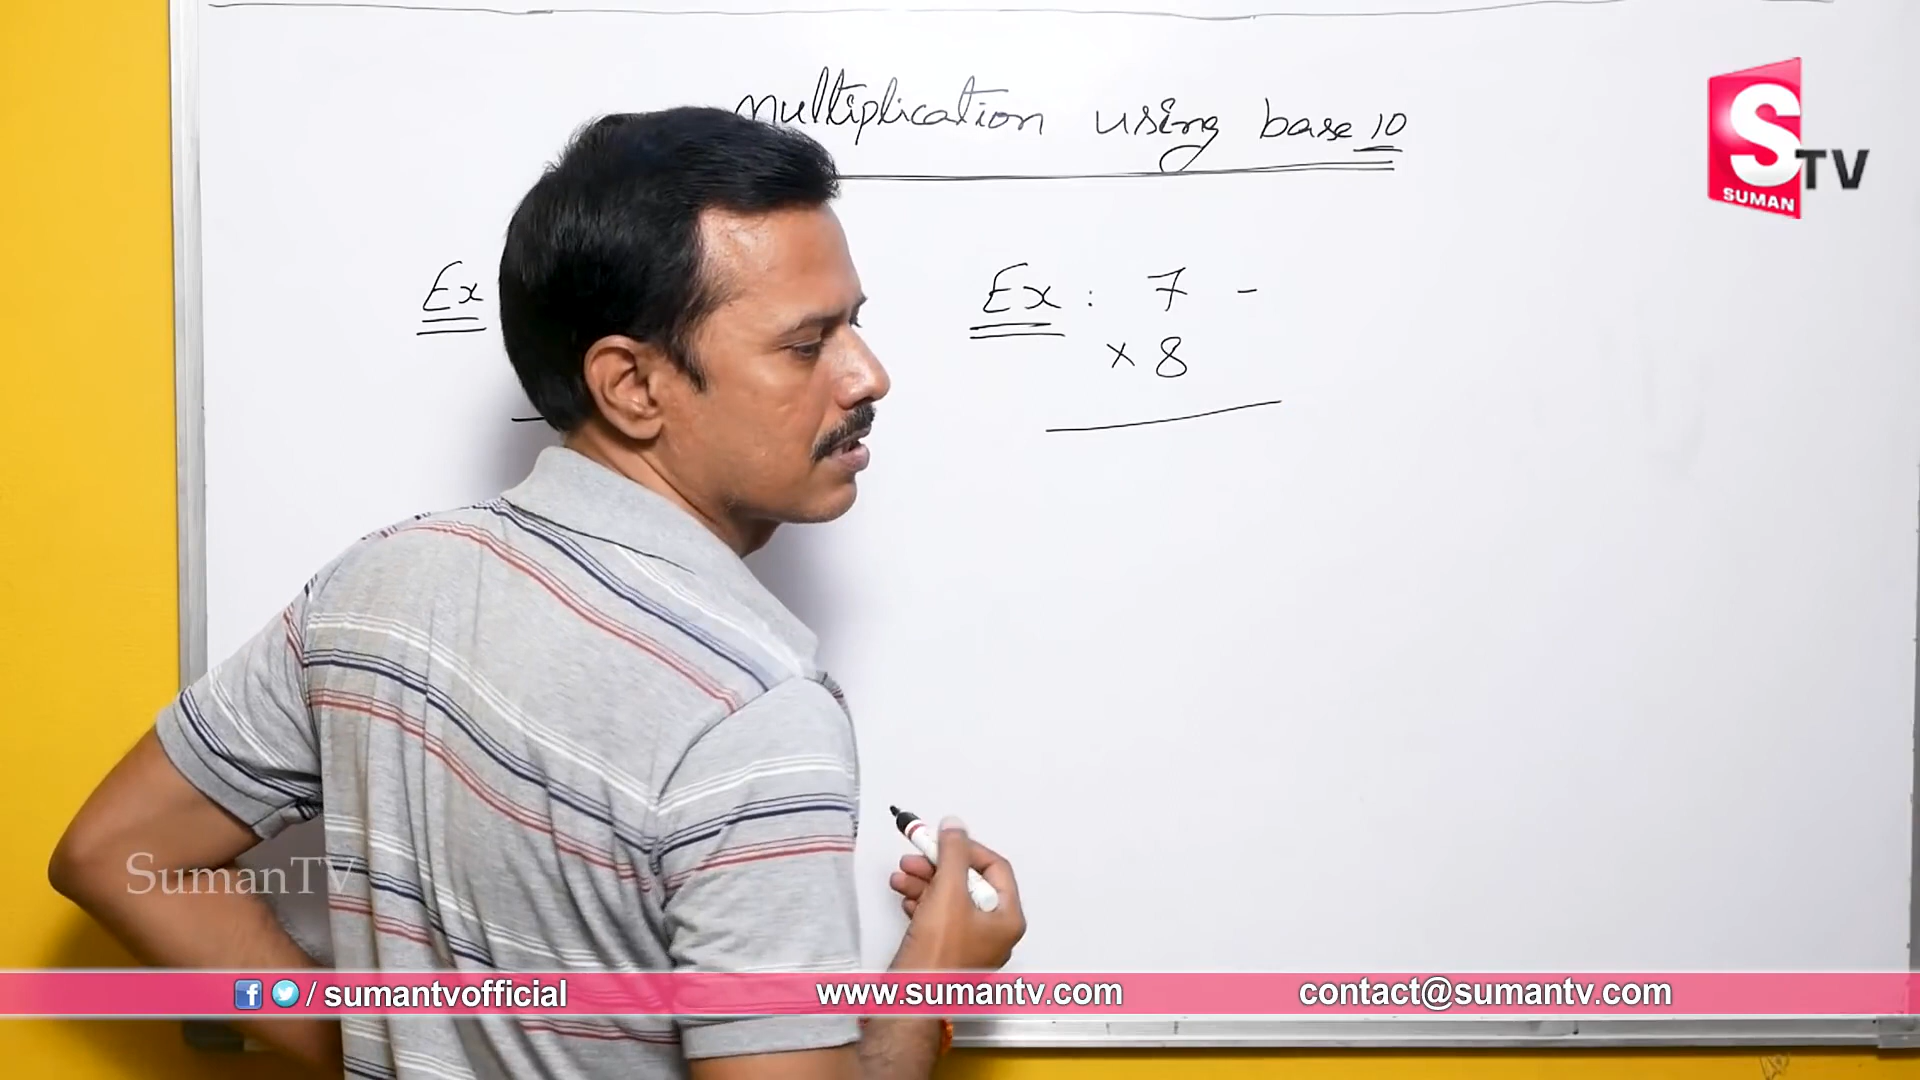 multiplication using base 10
Ex
Ex : 7 -
× 8
S TV
SUMAN
SumanTV
/ sumantvofficial
www.sumantv.com
contact@sumantv.com